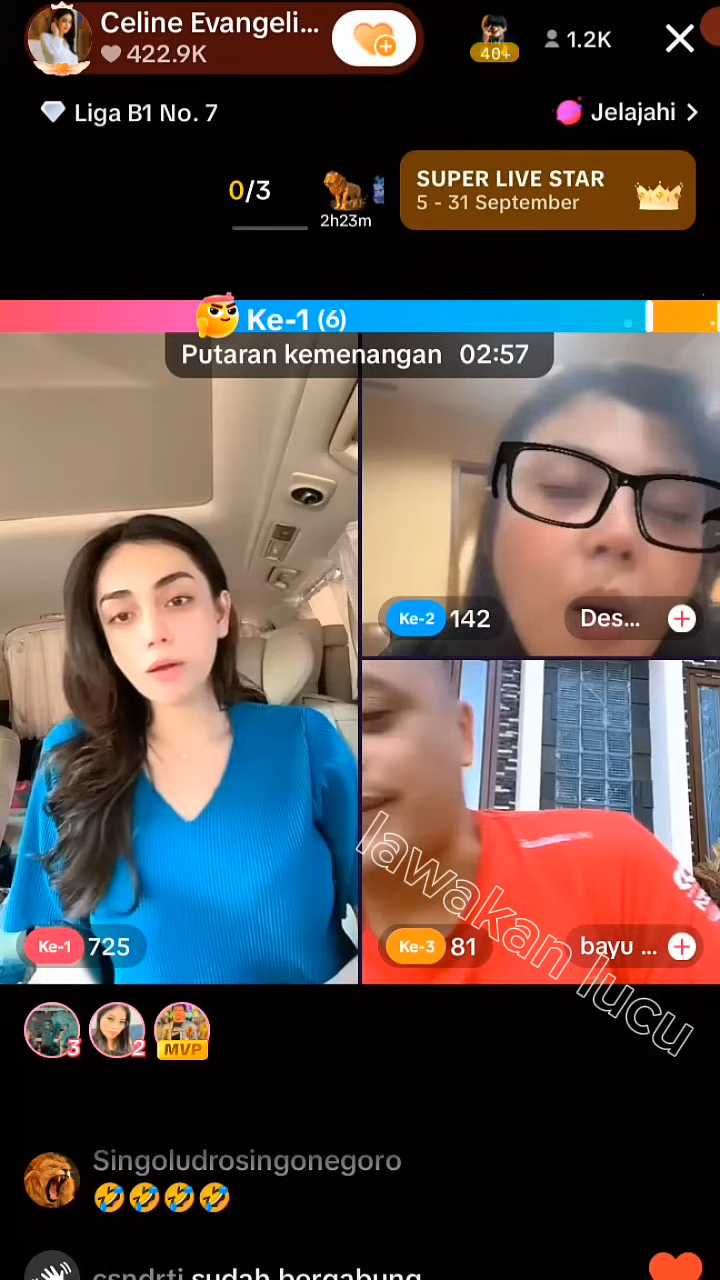 Celine Evangeli...
422.9K
40+
1.2K
Liga B1 No. 7
Jelajahi >
0/3
2h23m
SUPER LIVE STAR
5 - 31 September
Ke-1 (6)
Putaran kemenangan 02:57
Ke-2 142
Des...
Ke-1 725
Ke-3 81
bayu ...
lawakan lucu
3
2
MVP
Singoludrosingonegoro
🤣🤣🤣🤣
csndrti sudah bergabung